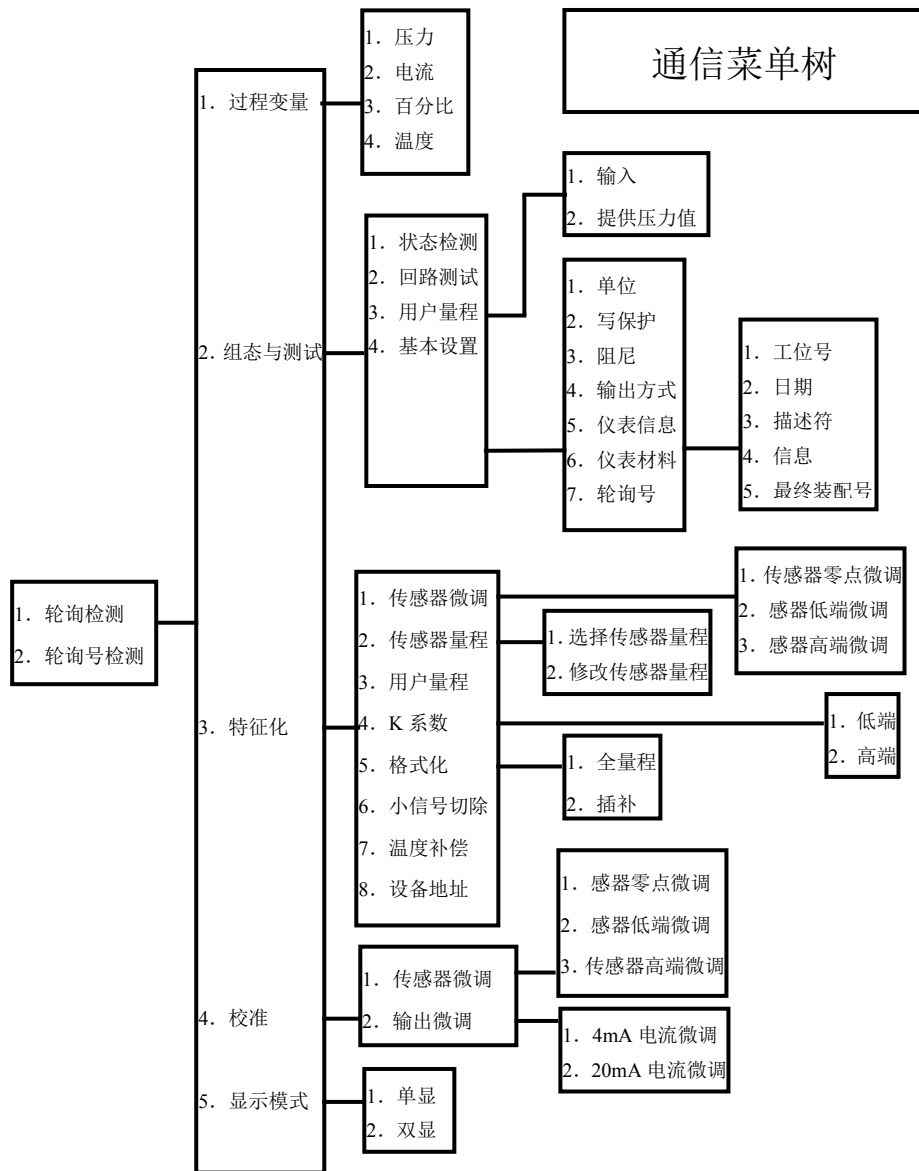 通信菜单树
1．轮询检测
2．轮询号检测
1．过程变量
2．组态与测试
3．特征化
4．校准
5．显示模式
1．压力
2．电流
3．百分比
4．温度
1．状态检测
2．回路测试
3．用户量程
4．基本设置
1．输入
2．提供压力值
1．单位
2．写保护
3．阻尼
4．输出方式
5．仪表信息
6．仪表材料
7．轮询号
1．工位号
2．日期
3．描述符
4．信息
5．最终装配号
1．传感器微调
2．传感器量程
3．用户量程
4．K 系数
5．格式化
6．小信号切除
7．温度补偿
8．设备地址
1．传感器零点微调
2．感器低端微调
3．感器高端微调
1．选择传感器量程
2．修改传感器量程
1．低端
2．高端
1．全量程
2．插补
1．传感器微调
2．输出微调
1．感器零点微调
2．感器低端微调
3．传感器高端微调
1．4mA 电流微调
2．20mA 电流微调
1．单显
2．双显